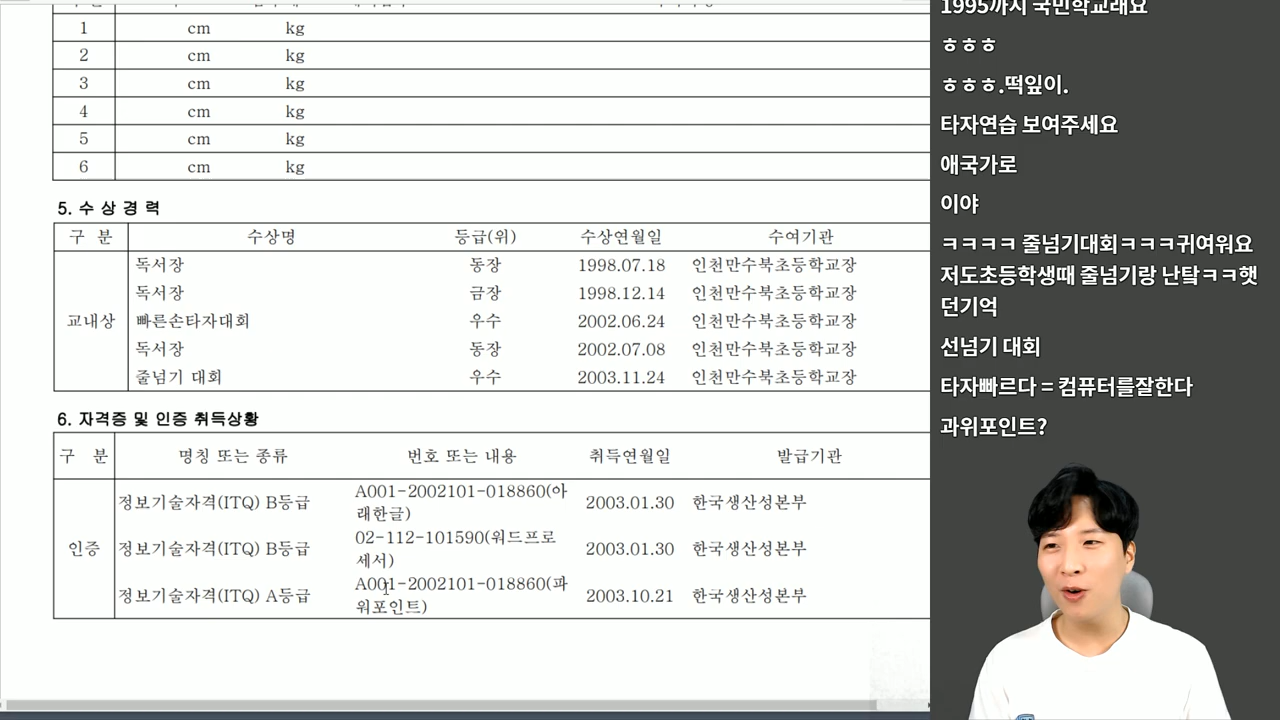 1 cm kg
2 cm kg
3 cm kg
4 cm kg
5 cm kg
6 cm kg
5. 수 상 경 력
구 분 수상명 등급(위) 수상연월일 수여기관
독서장 동장 1998.07.18 인천만수북초등학교장
독서장 금장 1998.12.14 인천만수북초등학교장
교내상 빠른손타자대회 우수 2002.06.24 인천만수북초등학교장
독서장 동장 2002.07.08 인천만수북초등학교장
줄넘기 대회 우수 2003.11.24 인천만수북초등학교장
6. 자격증 및 인증 취득상황
구 분 명칭 또는 종류 번호 또는 내용 취득연월일 발급기관
정보기술자격(ITQ) B등급 A001-2002101-018860(아
래한글) 2003.01.30 한국생산성본부
인증 정보기술자격(ITQ) B등급 02-112-101590(워드프로
세서) 2003.01.30 한국생산성본부
정보기술자격(ITQ) A등급 A001-2002101-018860(파
워포인트) 2003.10.21 한국생산성본부
1995까지 국민학교래요
ㅎㅎㅎ
ㅎㅎㅎ.떡잎이.
타자연습 보여주세요
애국가로
이야
ㅋㅋㅋㅋ 줄넘기대회ㅋㅋㅋ귀여워요
저도초등학생때 줄넘기랑 난탘ㅋㅋ햇
던기억
선넘기 대회
타자빠르다 = 컴퓨터를잘한다
과위포인트?